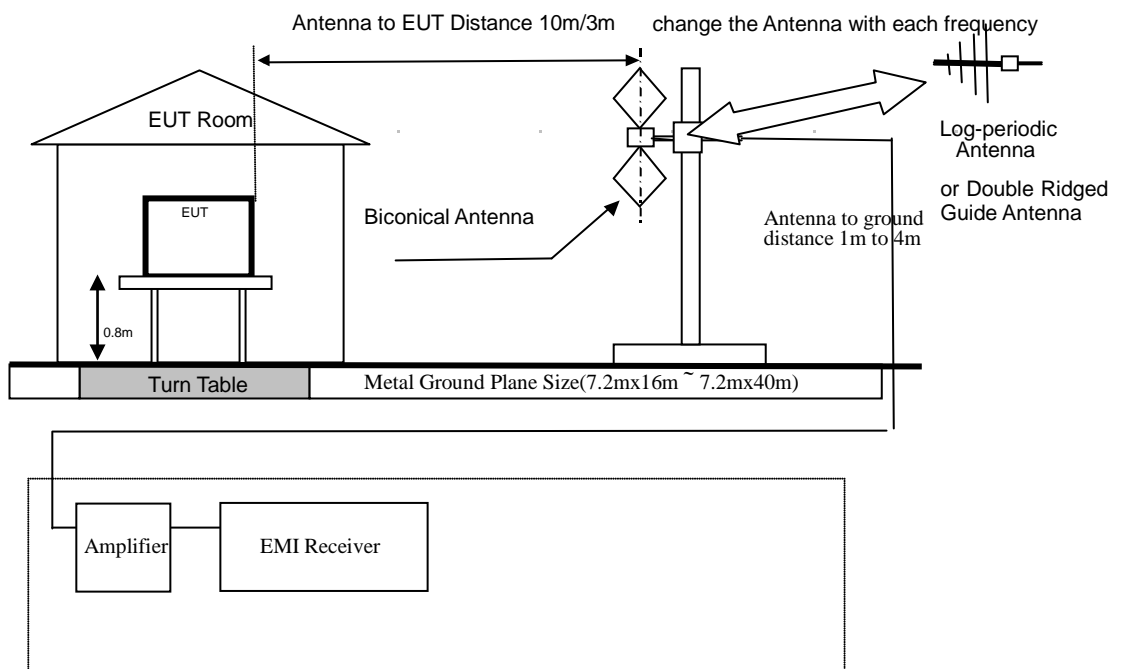 Antenna to EUT Distance 10m/3m
change the Antenna with each frequency
EUT Room
EUT
Biconical Antenna
Log-periodic
Antenna
or Double Ridged
Guide Antenna
Antenna to ground
distance 1m to 4m
0.8m
Turn Table
Metal Ground Plane Size(7.2mx16m ~ 7.2mx40m)
Amplifier
EMI Receiver